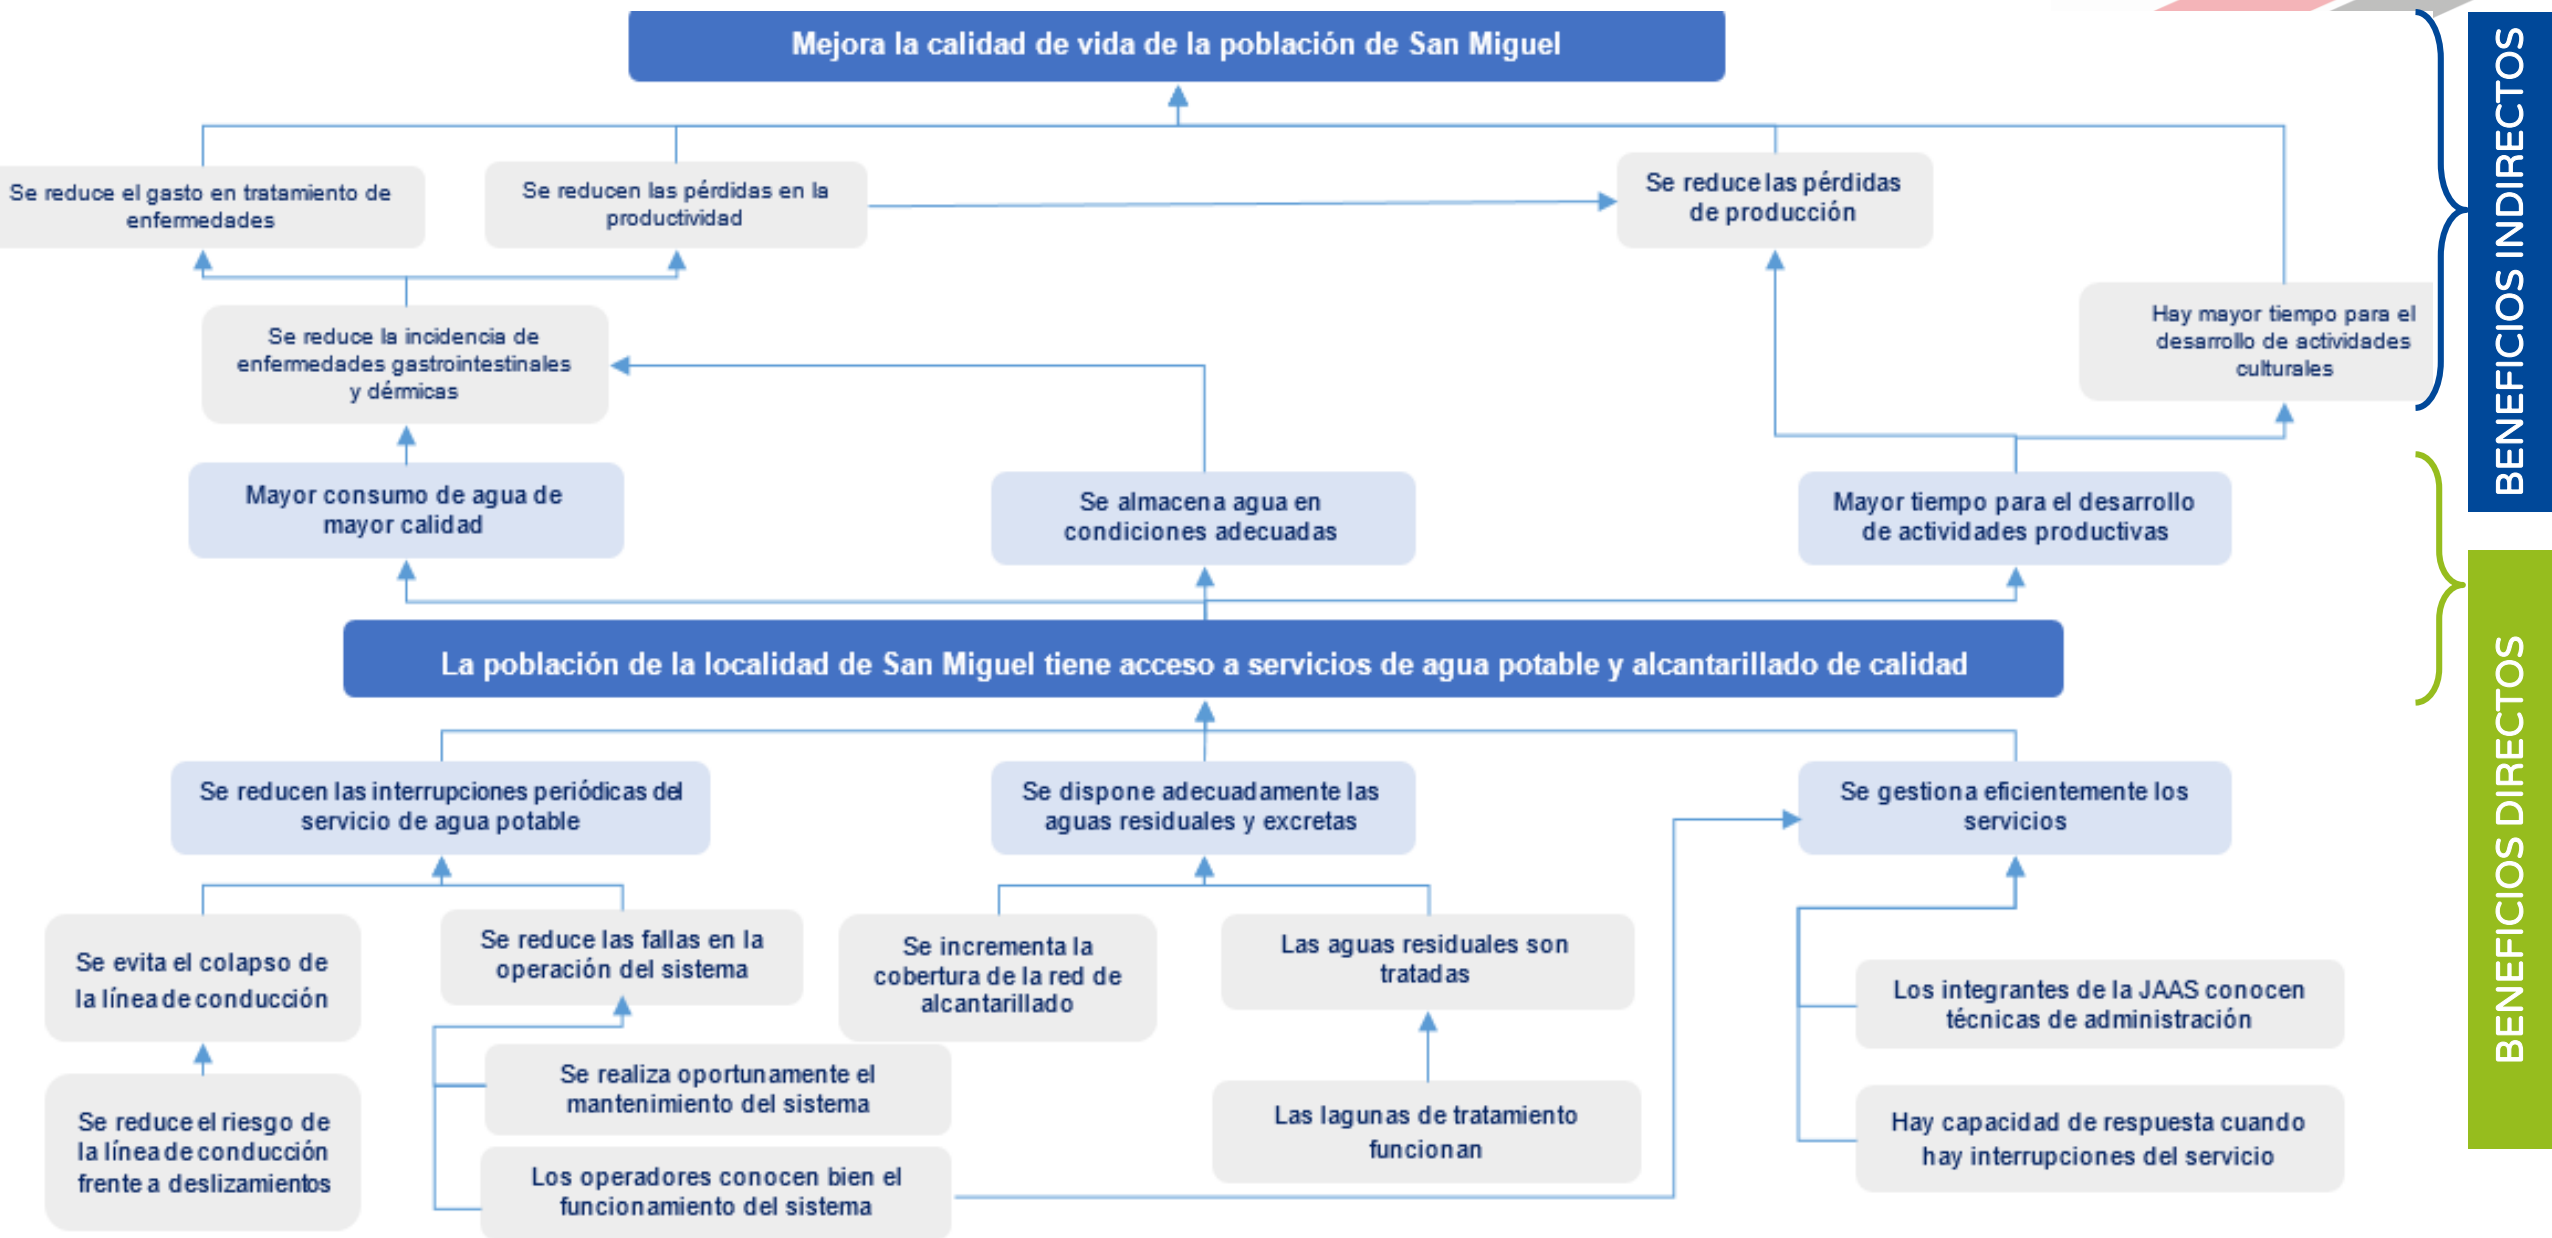 Mejora la calidad de vida de la población de San Miguel
Se reduce el gasto en tratamiento de
enfermedades
Se reducen las pérdidas en la
productividad
Se reduce las pérdidas
de producción
Hay mayor tiempo para el
desarrollo de actividades
culturales
Se reduce la incidencia de
enfermedades gastrointestinales
y dérmicas
Mayor consumo de agua de
mayor calidad
Se almacena agua en
condiciones adecuadas
Mayor tiempo para el desarrollo
de actividades productivas
La población de la localidad de San Miguel tiene acceso a servicios de agua potable y alcantarillado de calidad
Se reducen las interrupciones periódicas del
servicio de agua potable
Se dispone adecuadamente las
aguas residuales y excretas
Se gestiona eficientemente los
servicios
Se evita el colapso de
la línea de conducción
Se reduce las fallas en la
operación del sistema
Se incrementa la
cobertura de la red de
alcantarillado
Las aguas residuales son
tratadas
Los integrantes de la JAAS conocen
técnicas de administración
Se reduce el riesgo de
la línea de conducción
frente a deslizamientos
Se realiza oportunamente el
mantenimiento del sistema
Los operadores conocen bien el
funcionamiento del sistema
Las lagunas de tratamiento
funcionan
Hay capacidad de respuesta cuando
hay interrupciones del servicio
BENEFICIOS INDIRECTOS
BENEFICIOS DIRECTOS